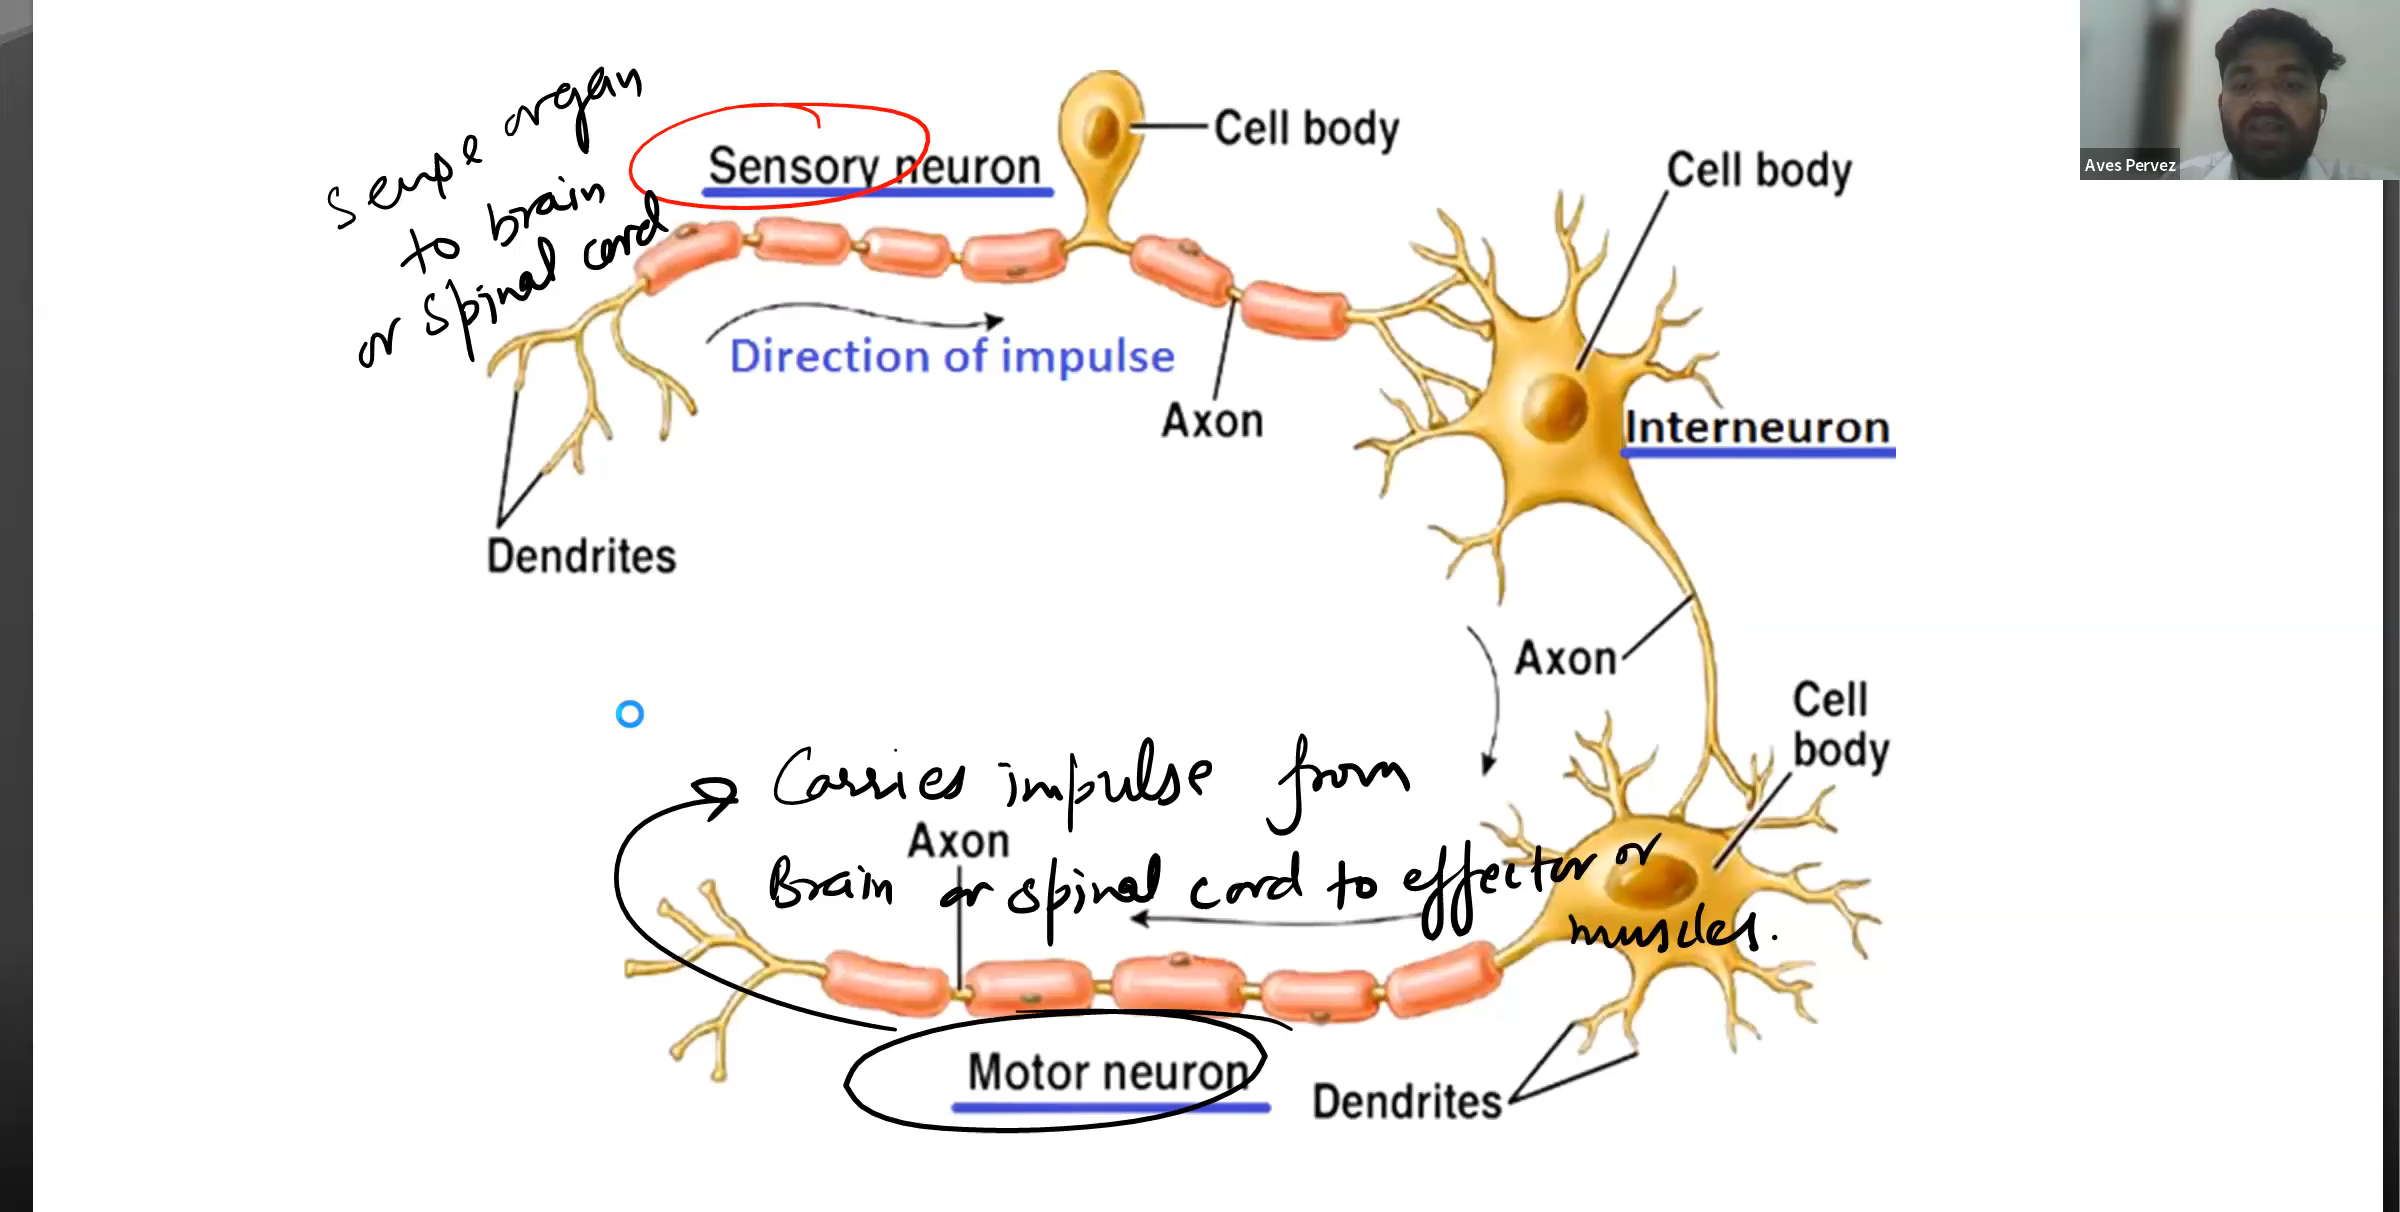 sense organ
to brain
or spinal cord
Sensory neuron
Cell body
Cell body
Aves Pervez
Direction of impulse
Axon
Interneuron
Dendrites
Axon
Cell
body
Carries impulse from
Axon
Brain or spinal cord to effector or
muscles.
Motor neuron
Dendrites